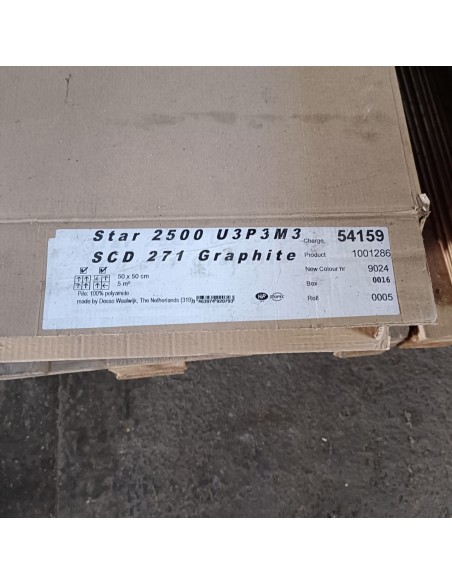 Star 2500 U3P3M3
SCD 271 Graphite
50 x 50 cm
5 m²
Pile: 100% polyamide
made by Desso Waalwijk, The Netherlands
NF
Charge 54159
Product 1001286
New Colour nr 9024
Box 0016
Roll 0005